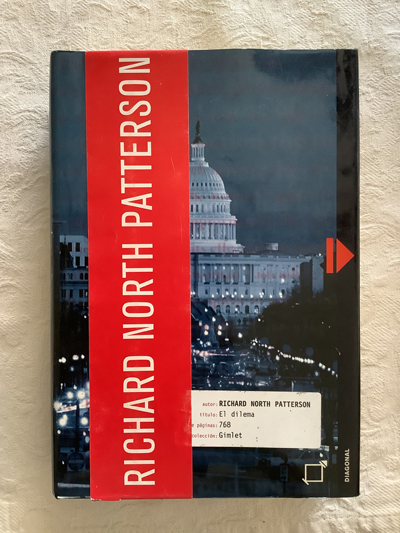 RICHARD NORTH PATTERSON
autor: RICHARD NORTH PATTERSON
título: El dilema
páginas: 768
colección: Gimlet
DIAGONAL